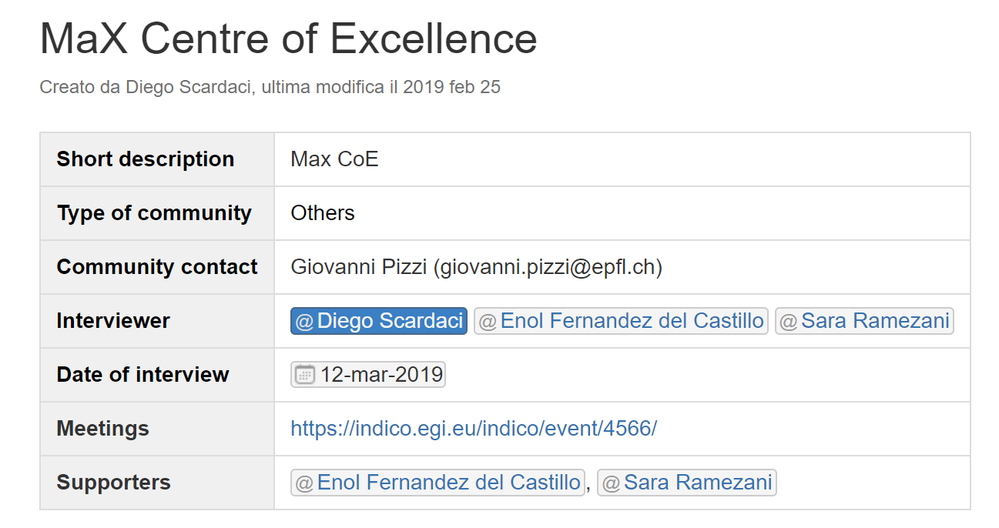 MaX Centre of Excellence
Creato da Diego Scardaci, ultima modifica il 2019 feb 25
Short description Max CoE
Type of community Others
Community contact Giovanni Pizzi (giovanni.pizzi@epfl.ch)
Interviewer @Diego Scardaci @Enol Fernandez del Castillo @Sara Ramezani
Date of interview 12-mar-2019
Meetings https://indico.egi.eu/indico/event/4566/
Supporters @Enol Fernandez del Castillo, @Sara Ramezani